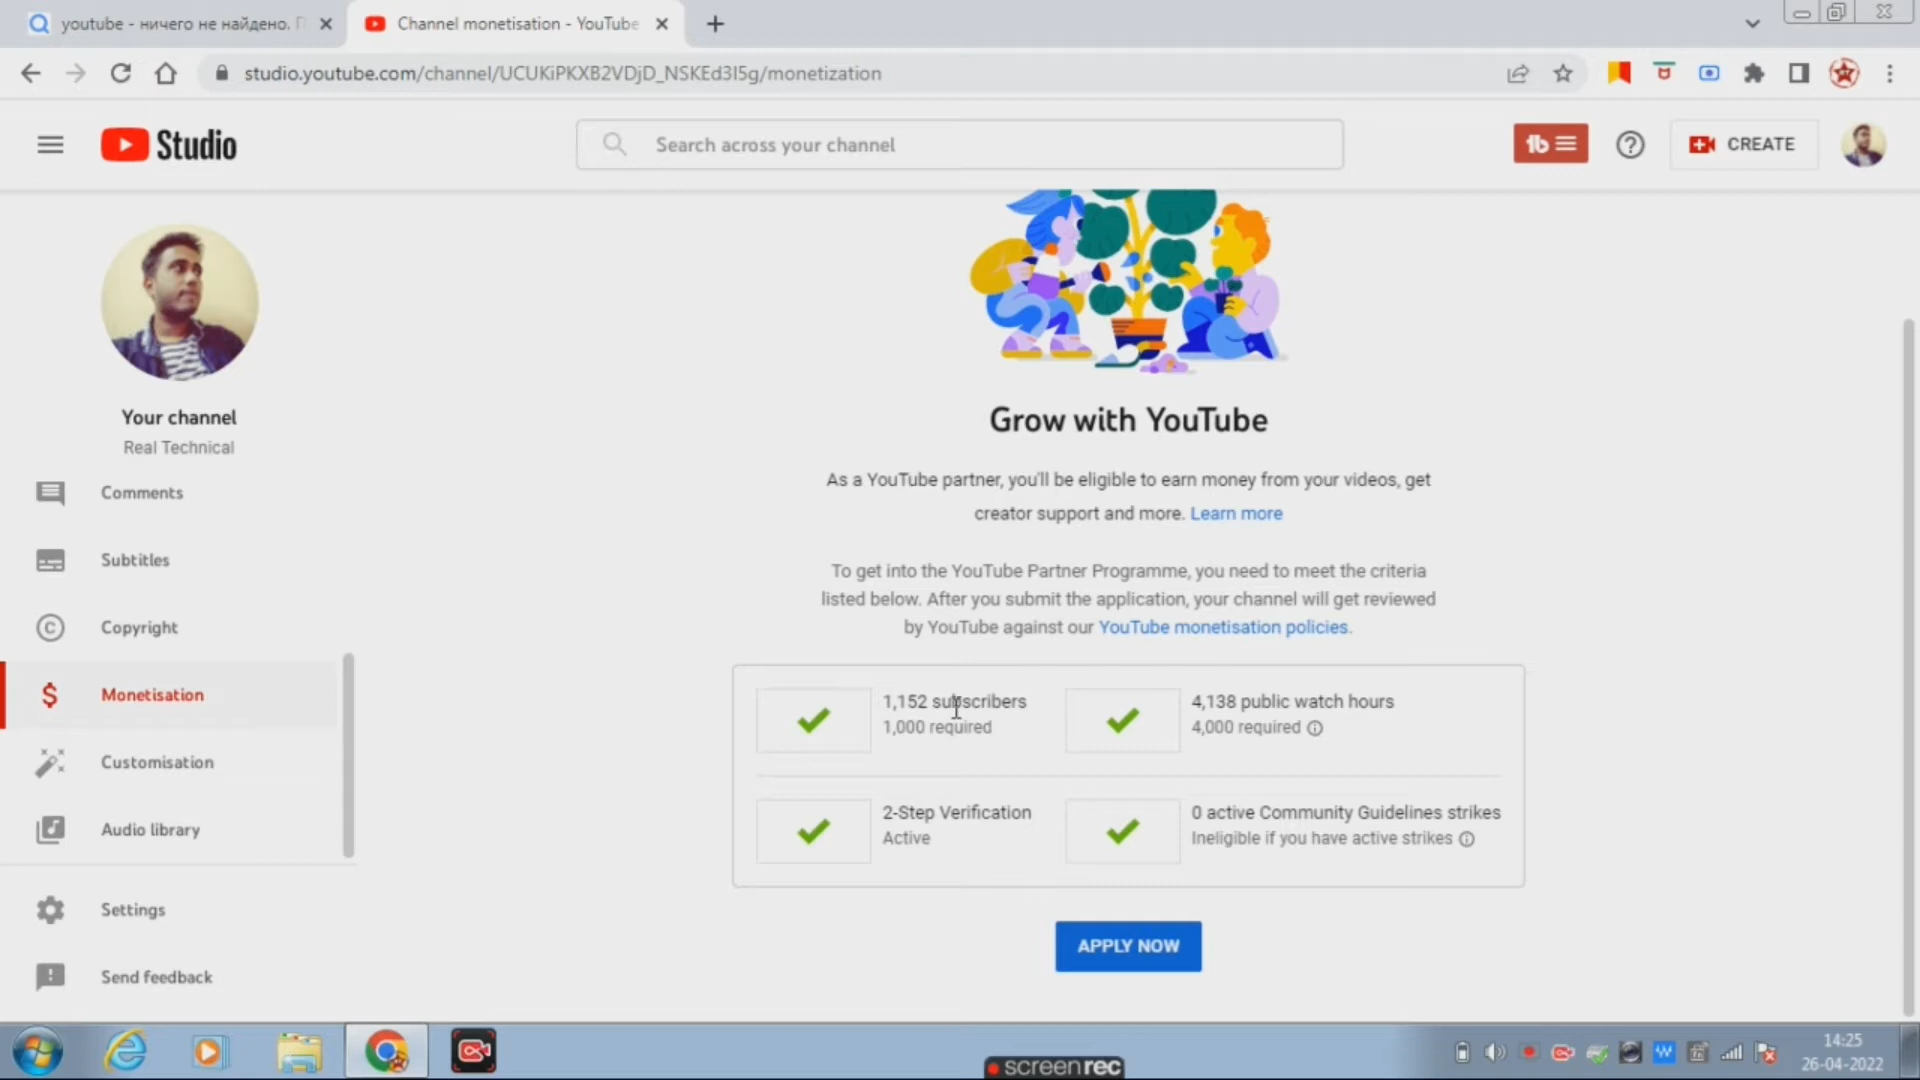 youtube - ничего не найдено.
Channel monetisation - YouTube
studio.youtube.com/channel/UCUKiPKXB2VDjD_NSKEd3I5g/monetization
Studio
Search across your channel
CREATE
Your channel
Real Technical
Comments
Subtitles
Copyright
Monetisation
Customisation
Audio library
Settings
Send feedback
Grow with YouTube
As a YouTube partner, you'll be eligible to earn money from your videos, get
creator support and more. Learn more
To get into the YouTube Partner Programme, you need to meet the criteria
listed below. After you submit the application, your channel will get reviewed
by YouTube against our YouTube monetisation policies.
1,152 subscribers
1,000 required
4,138 public watch hours
4,000 required
2-Step Verification
Active
0 active Community Guidelines strikes
Ineligible if you have active strikes
APPLY NOW
screenrec
14:25
26-04-2022